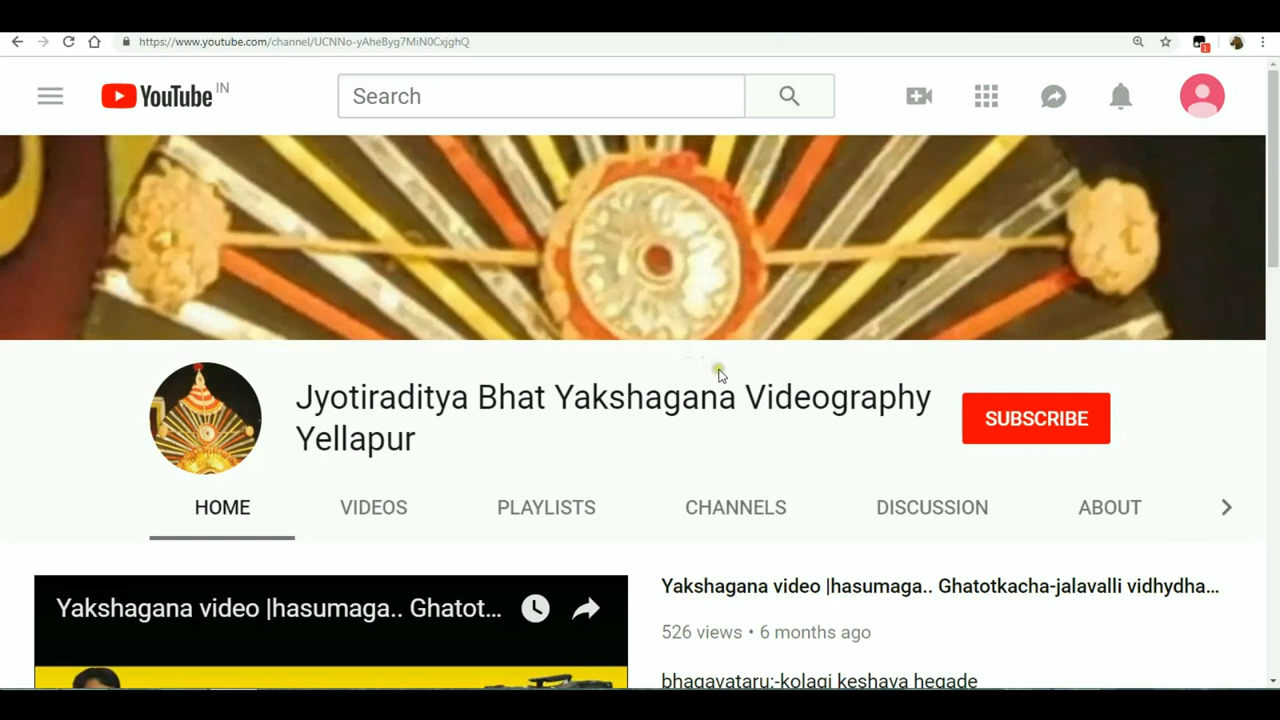 https://www.youtube.com/channel/UCNNo-yAheByg7MiN0CxjghQ
1
YouTube IN
Search
Jyotiraditya Bhat Yakshagana Videography
Yellapur
SUBSCRIBE
HOME VIDEOS PLAYLISTS CHANNELS DISCUSSION ABOUT
Yakshagana video |hasumaga.. Ghatot...
Yakshagana video |hasumaga.. Ghatotkacha-jalavalli vidhydha...
526 views • 6 months ago
bhagavataru:-kolagi keshava hegade